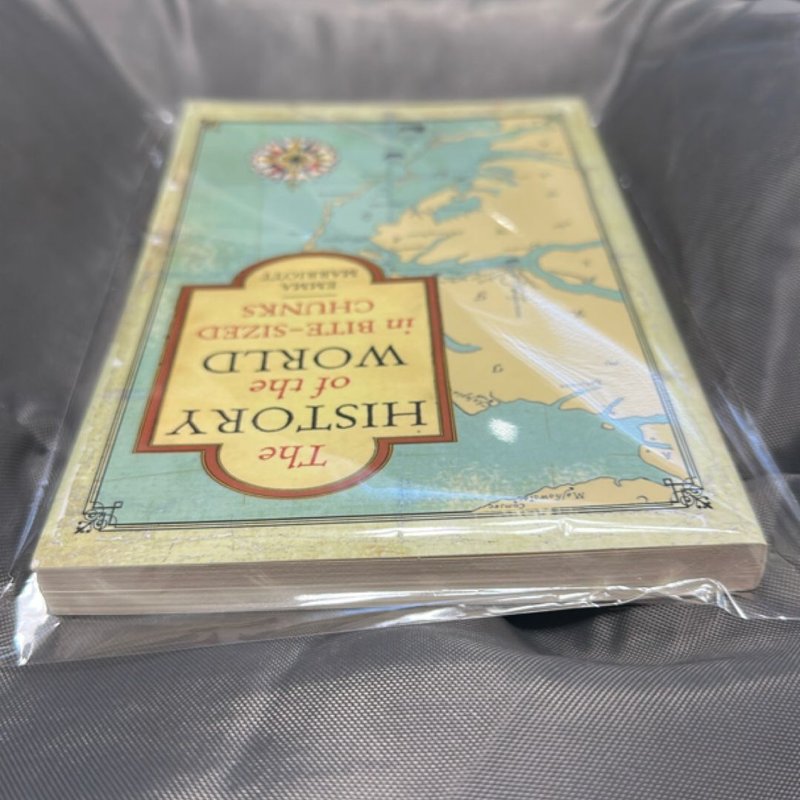 The
HISTORY
of the
WORLD
in BITE-SIZED
CHUNKS
EMMA
MARRIOTT